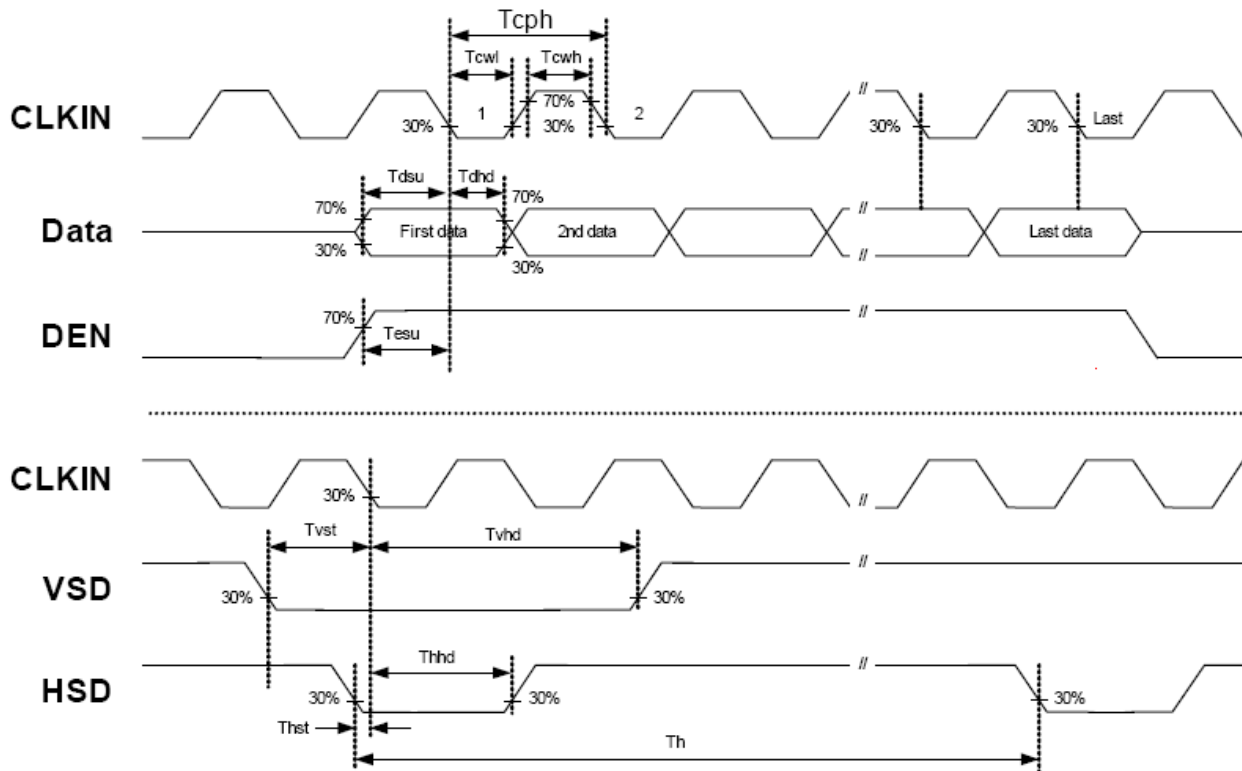 Tcph
Tcwl Tcwh
CLKIN 30% 1 70% 30% 2 // 30% 30% Last
Tdsu Tdhd
70% 70%
Data First data 2nd data // // Last data
30% 30%
DEN 70% //
Tesu
CLKIN 30% //
Tvst Tvhd
VSD 30% 30% //
Thhd
HSD 30% 30% // 30%
Thst
Th